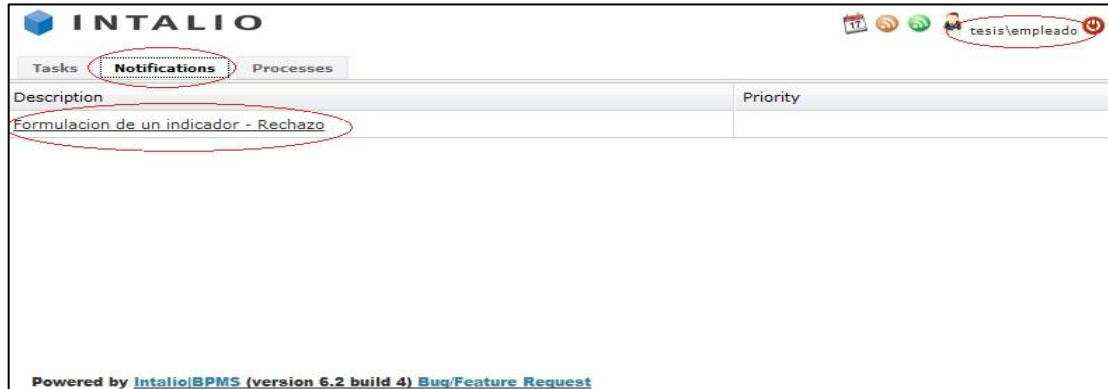 INTALIO
17
tesis\empleado
Tasks Notifications Processes
Description Priority
Formulacion de un indicador - Rechazo
Powered by Intalio|BPMS (version 6.2 build 4) Bug/Feature Request